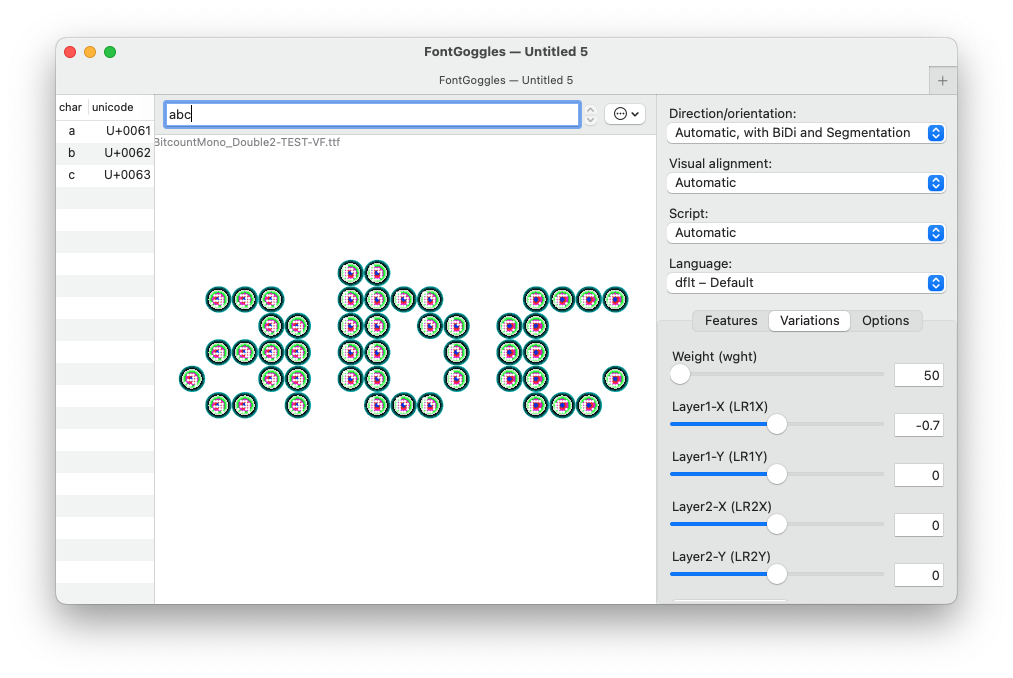 FontGoggles — Untitled 5
FontGoggles — Untitled 5
+
char unicode
a U+0061
b U+0062
c U+0063
abc
BitcountMono_Double2-TEST-VF.ttf
abc
Direction/orientation:
Automatic, with BiDi and Segmentation
Visual alignment:
Automatic
Script:
Automatic
Language:
dflt – Default
Features Variations Options
Weight (wght)
50
Layer1-X (LR1X)
-0.7
Layer1-Y (LR1Y)
0
Layer2-X (LR2X)
0
Layer2-Y (LR2Y)
0